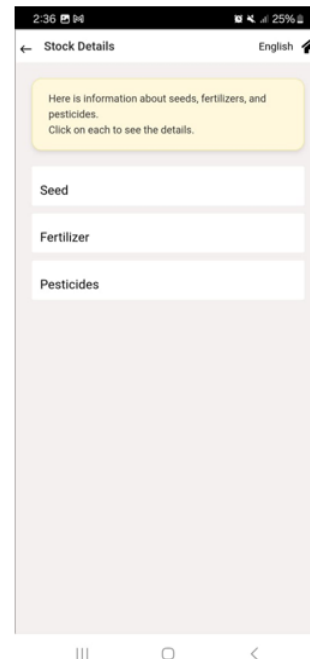 2:36 25%
Stock Details English
Here is information about seeds, fertilizers, and
pesticides.
Click on each to see the details.
Seed
Fertilizer
Pesticides